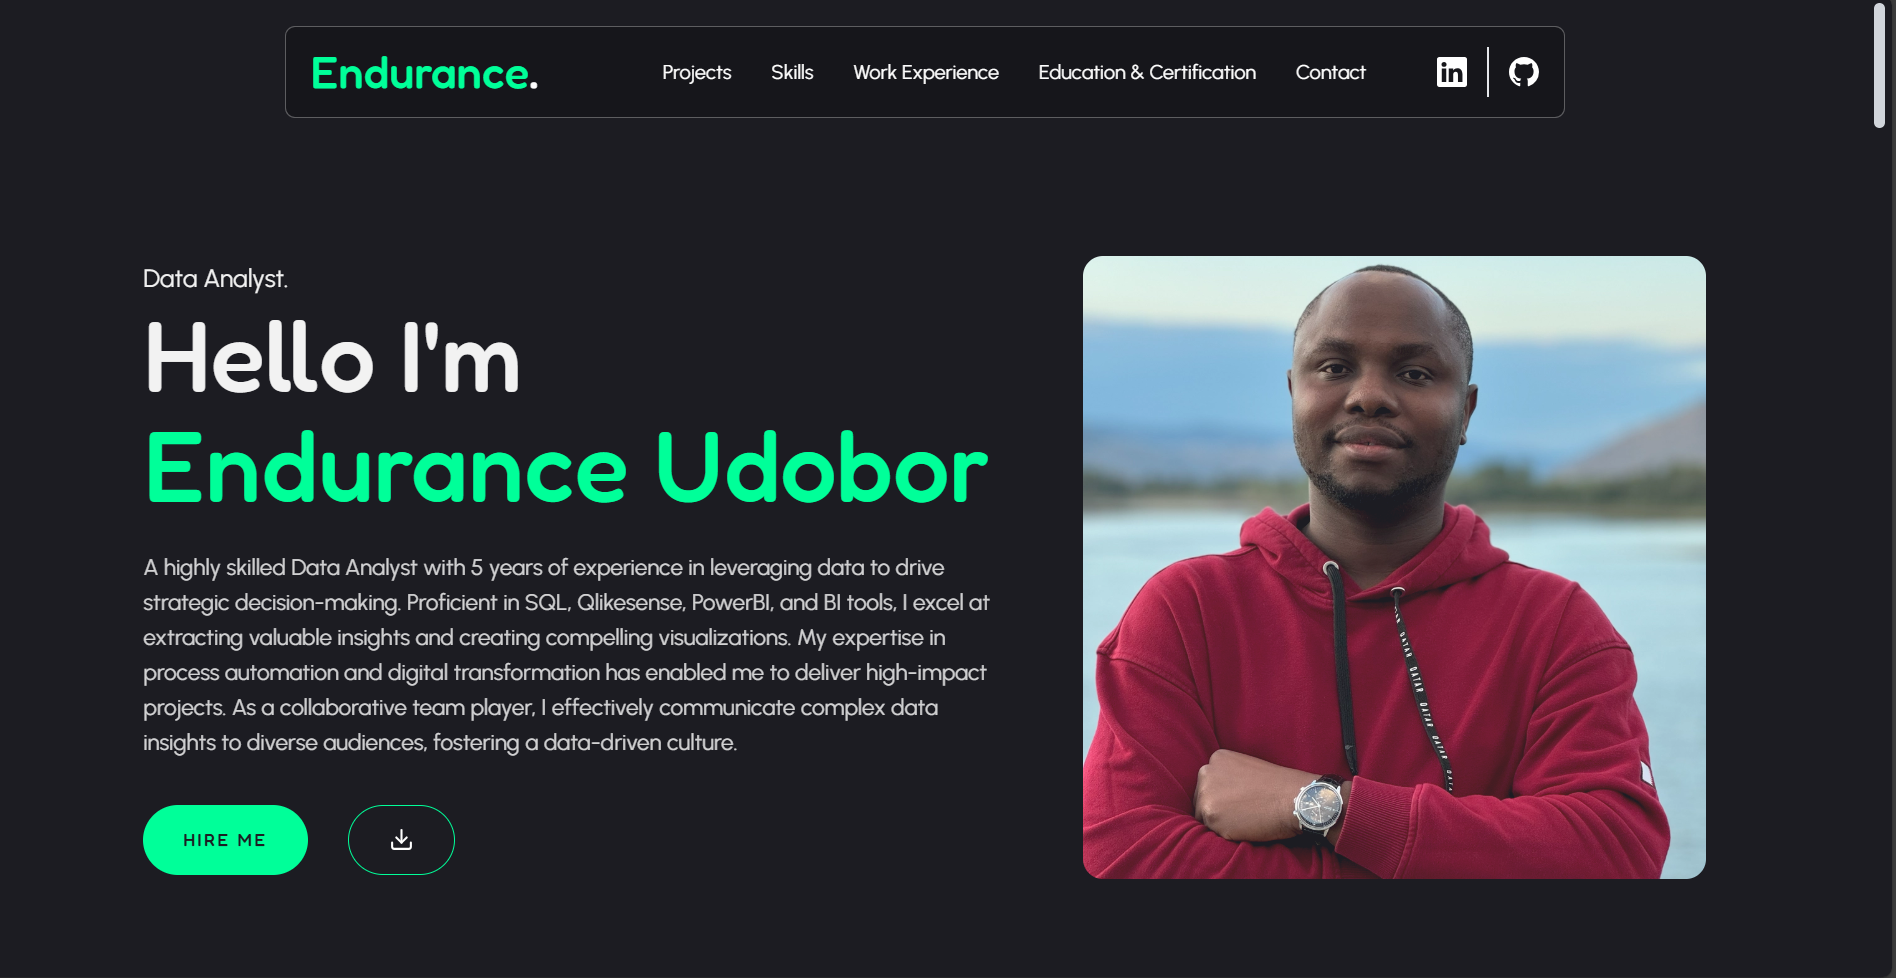 Endurance.
Projects
Skills
Work Experience
Education & Certification
Contact
in
Data Analyst.
Hello I'm
Endurance Udobor
A highly skilled Data Analyst with 5 years of experience in leveraging data to drive
strategic decision-making. Proficient in SQL, Qlikesense, PowerBI, and BI tools, I excel at
extracting valuable insights and creating compelling visualizations. My expertise in
process automation and digital transformation has enabled me to deliver high-impact
projects. As a collaborative team player, I effectively communicate complex data
insights to diverse audiences, fostering a data-driven culture.
HIRE ME
QATAR QATAR QATAR QATAR